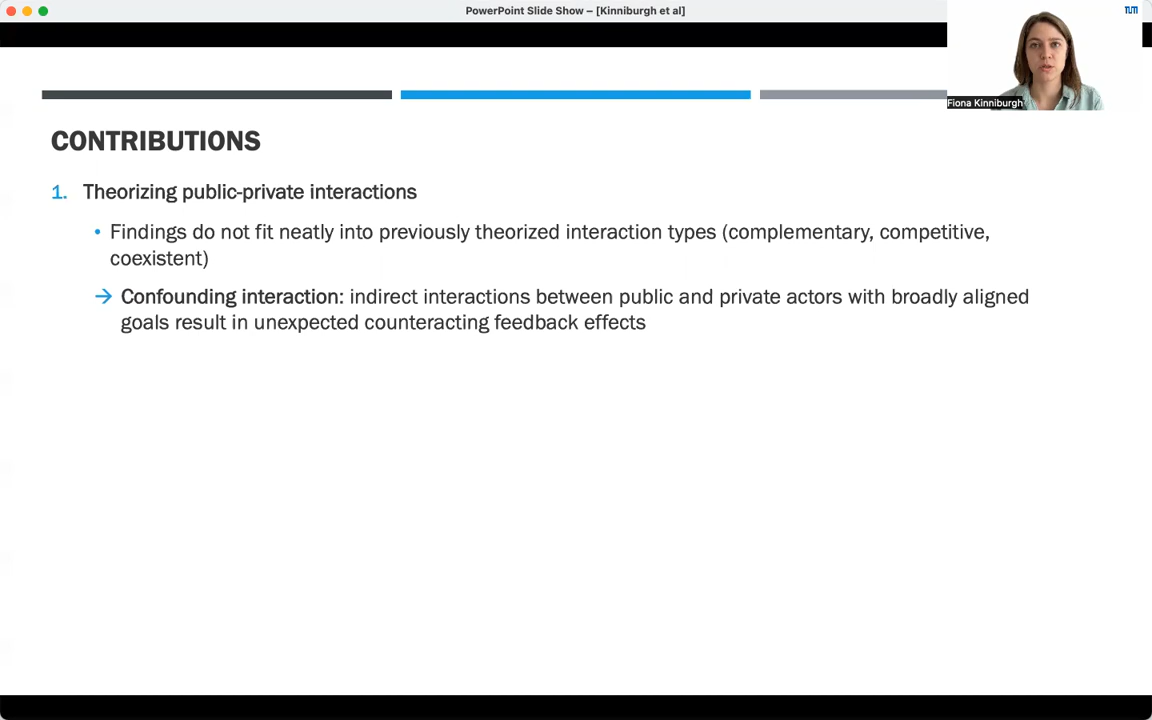 PowerPoint Slide Show – [Kinniburgh et al]
TUM
Fiona Kinniburgh
CONTRIBUTIONS
1. Theorizing public-private interactions
• Findings do not fit neatly into previously theorized interaction types (complementary, competitive,
coexistent)
→ Confounding interaction: indirect interactions between public and private actors with broadly aligned
goals result in unexpected counteracting feedback effects